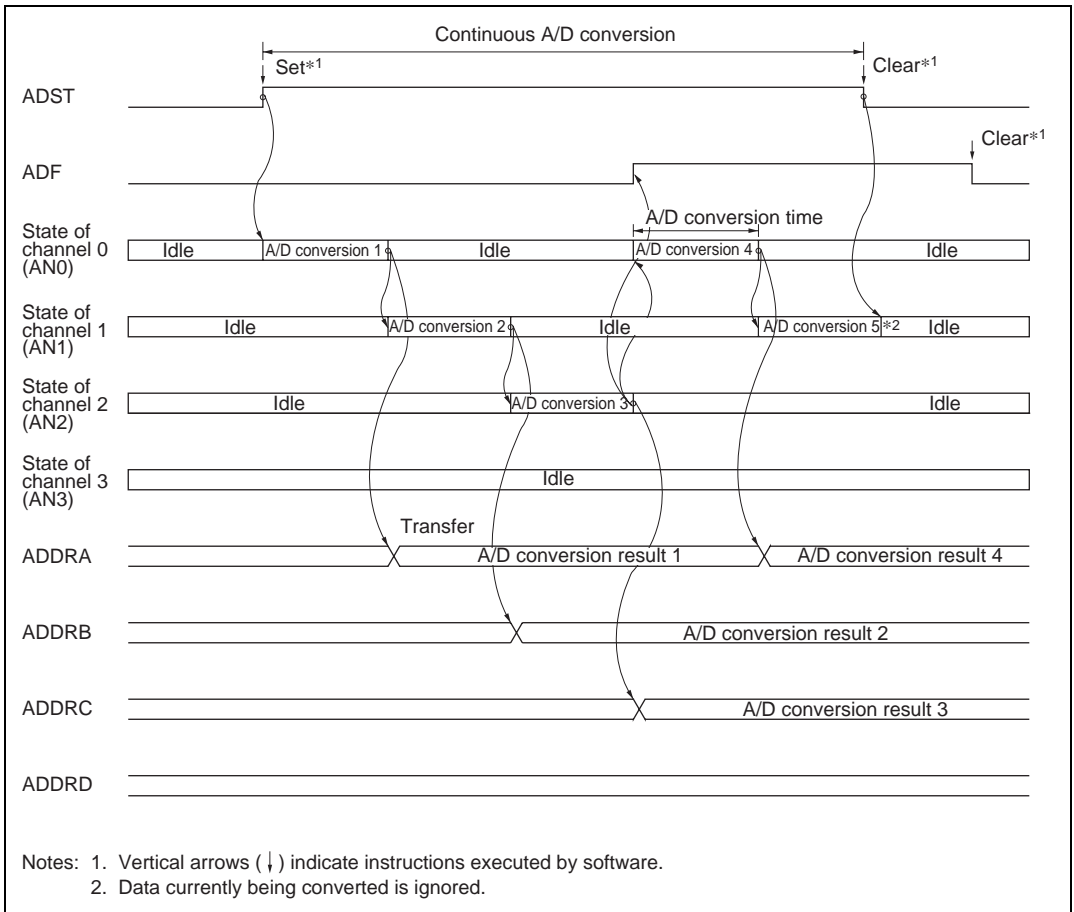 Continuous A/D conversion
Set*1
Clear*1
ADST
Clear*1
ADF
A/D conversion time
State of
channel 0
(AN0)
Idle
A/D conversion 1
Idle
A/D conversion 4
Idle
State of
channel 1
(AN1)
Idle
A/D conversion 2
Idle
A/D conversion 5
*2
Idle
State of
channel 2
(AN2)
Idle
A/D conversion 3
Idle
State of
channel 3
(AN3)
Idle
Transfer
ADDRA
A/D conversion result 1
A/D conversion result 4
ADDRB
A/D conversion result 2
ADDRC
A/D conversion result 3
ADDRD
Notes: 1. Vertical arrows (↓) indicate instructions executed by software.
2. Data currently being converted is ignored.